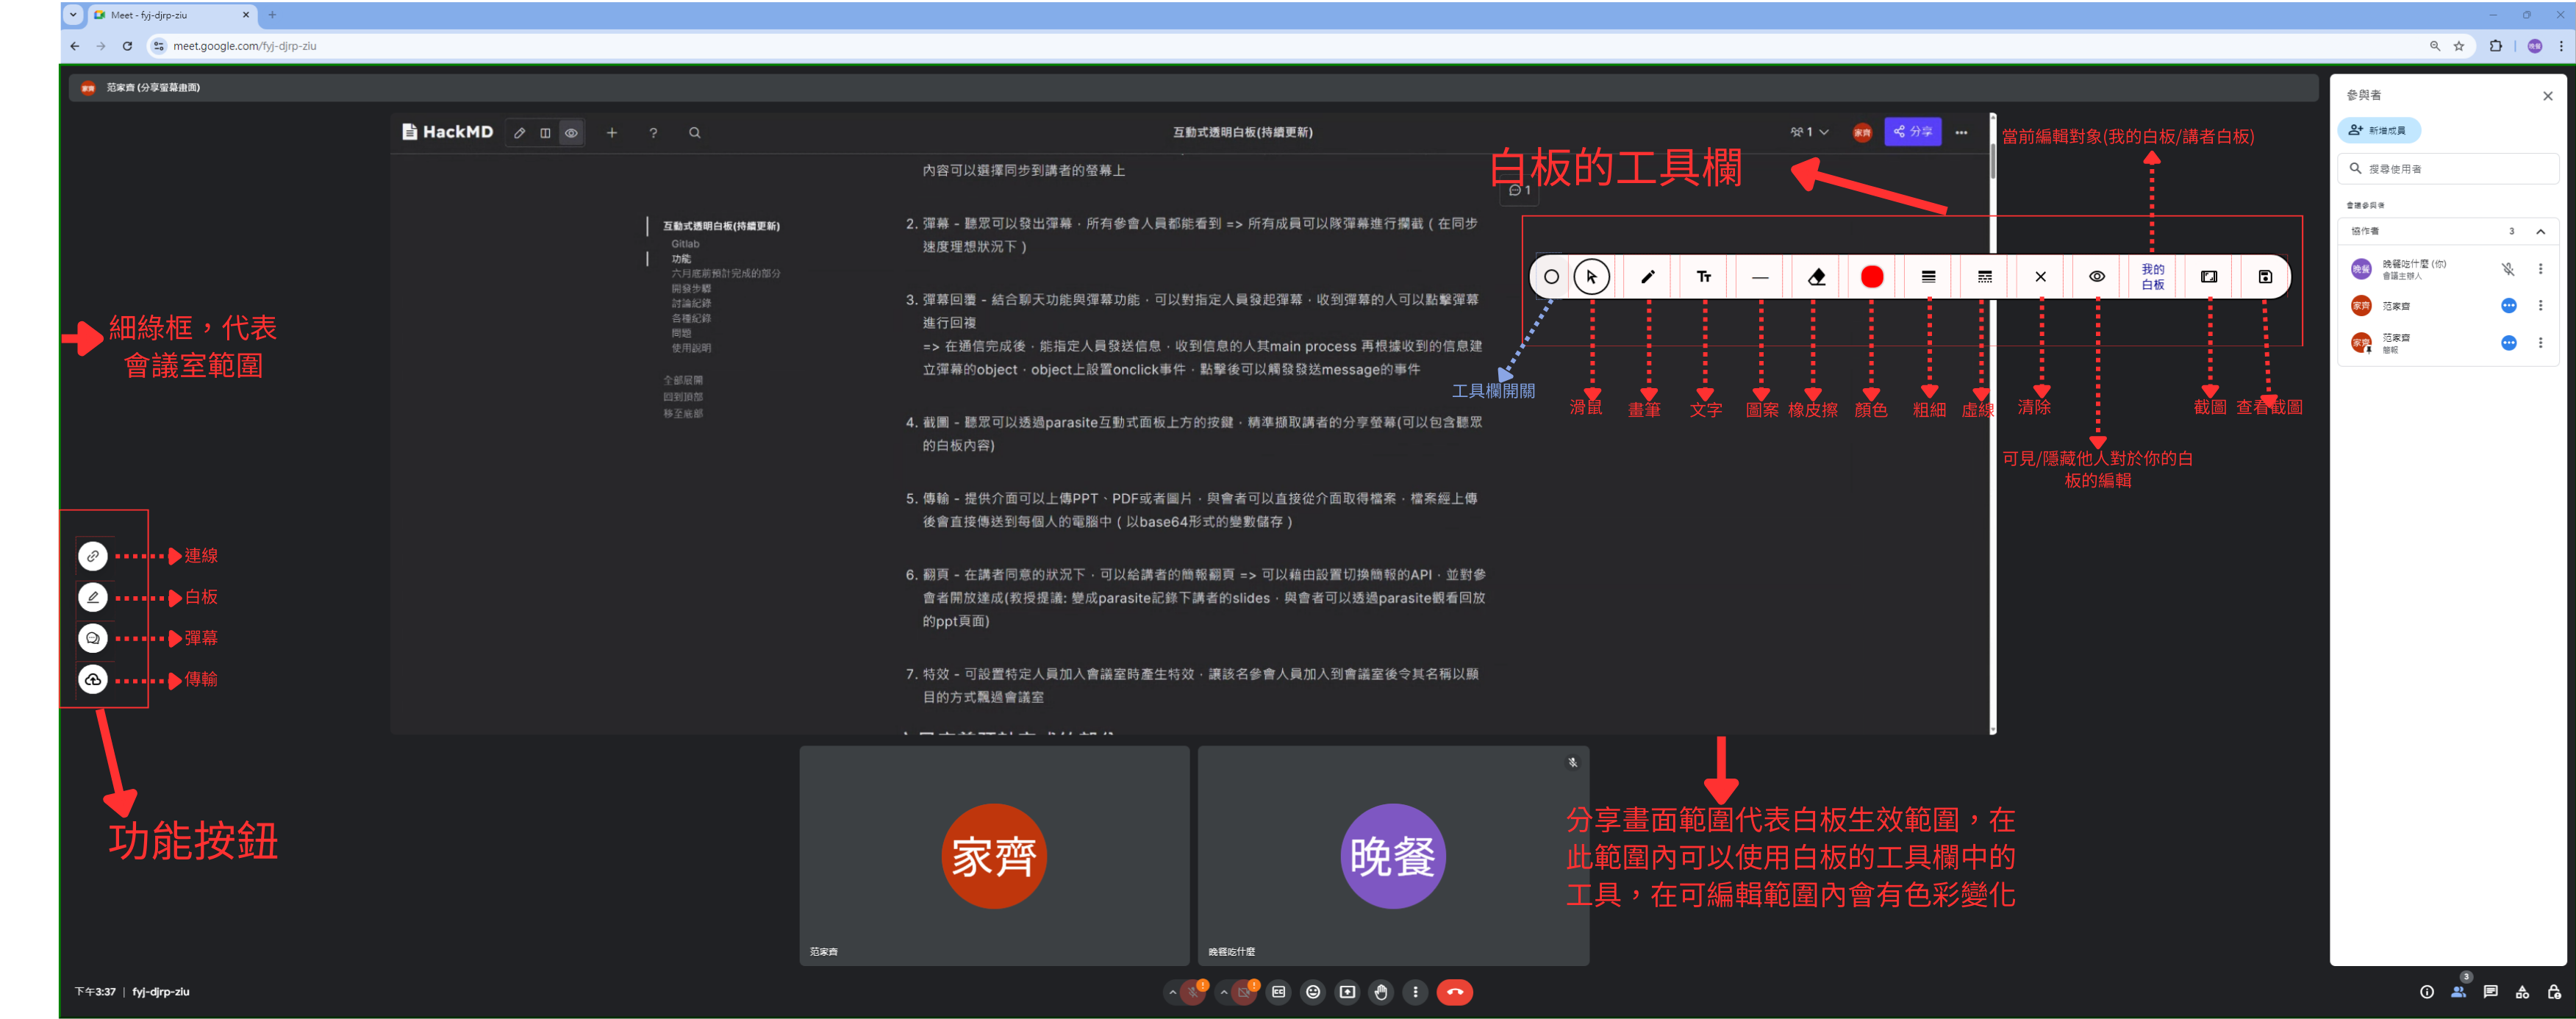 Meet - fyj-djrp-ziu
meet.google.com/fyj-djrp-ziu
家齊 范家齊 (分享螢幕畫面)
HackMD
互動式透明白板(持續更新)
1
家齊
分享
內容可以選擇同步到講者的螢幕上
1
2. 彈幕 - 聽眾可以發出彈幕，所有參會人員都能看到 => 所有成員可以隊彈幕進行攔截 ( 在同步
速度理想狀況下 )
3. 彈幕回覆 - 結合聊天功能與彈幕功能，可以對指定人員發起彈幕，收到彈幕的人可以點擊彈幕
進行回複
=> 在通信完成後，能指定人員發送信息，收到信息的人其main process 再根據收到的信息建
立彈幕的object，object上設置onclick事件，點擊後可以觸發發送message的事件
4. 截圖 - 聽眾可以透過parasite互動式面板上方的按鍵，精準擷取講者的分享螢幕(可以包含聽眾
的白板內容)
5. 傳輸 - 提供介面可以上傳PPT、PDF或者圖片，與會者可以直接從介面取得檔案，檔案經上傳
後會直接傳送到每個人的電腦中 ( 以base64形式的變數儲存 )
6. 翻頁 - 在講者同意的狀況下，可以給講者的簡報翻頁 => 可以藉由設置切換簡報的API，並對參
會者開放達成(教授提議: 變成parasite記錄下講者的slides，與會者可以透過parasite觀看回放
的ppt頁面)
7. 特效 - 可設置特定人員加入會議室時產生特效，讓該名參會人員加入到會議室後令其名稱以顯
目的方式飄過會議室
互動式透明白板(持續更新)
Gitlab
功能
六月底前預計完成的部分
開發步驟
討論紀錄
各種紀錄
問題
使用說明
全部展開
回到頂部
移至底部
細綠框，代表
會議室範圍
連線
白板
彈幕
傳輸
功能按鈕
白板的工具欄
當前編輯對象(我的白板/講者白板)
我的
白板
工具欄開關
滑鼠
畫筆
文字
圖案
橡皮擦
顏色
粗細
虛線
清除
截圖
查看截圖
可見/隱藏他人對於你的白
板的編輯
分享畫面範圍代表白板生效範圍，在
此範圍內可以使用白板的工具欄中的
工具，在可編輯範圍內會有色彩變化
家齊
范家齊
晚餐
晚餐吃什麼
參與者
新增成員
搜尋使用者
會議參與者
協作者 3
晚餐 晚餐吃什麼 (你)
會議主辦人
家齊 范家齊
家齊 范家齊
簡報
下午3:37 | fyj-djrp-ziu
3